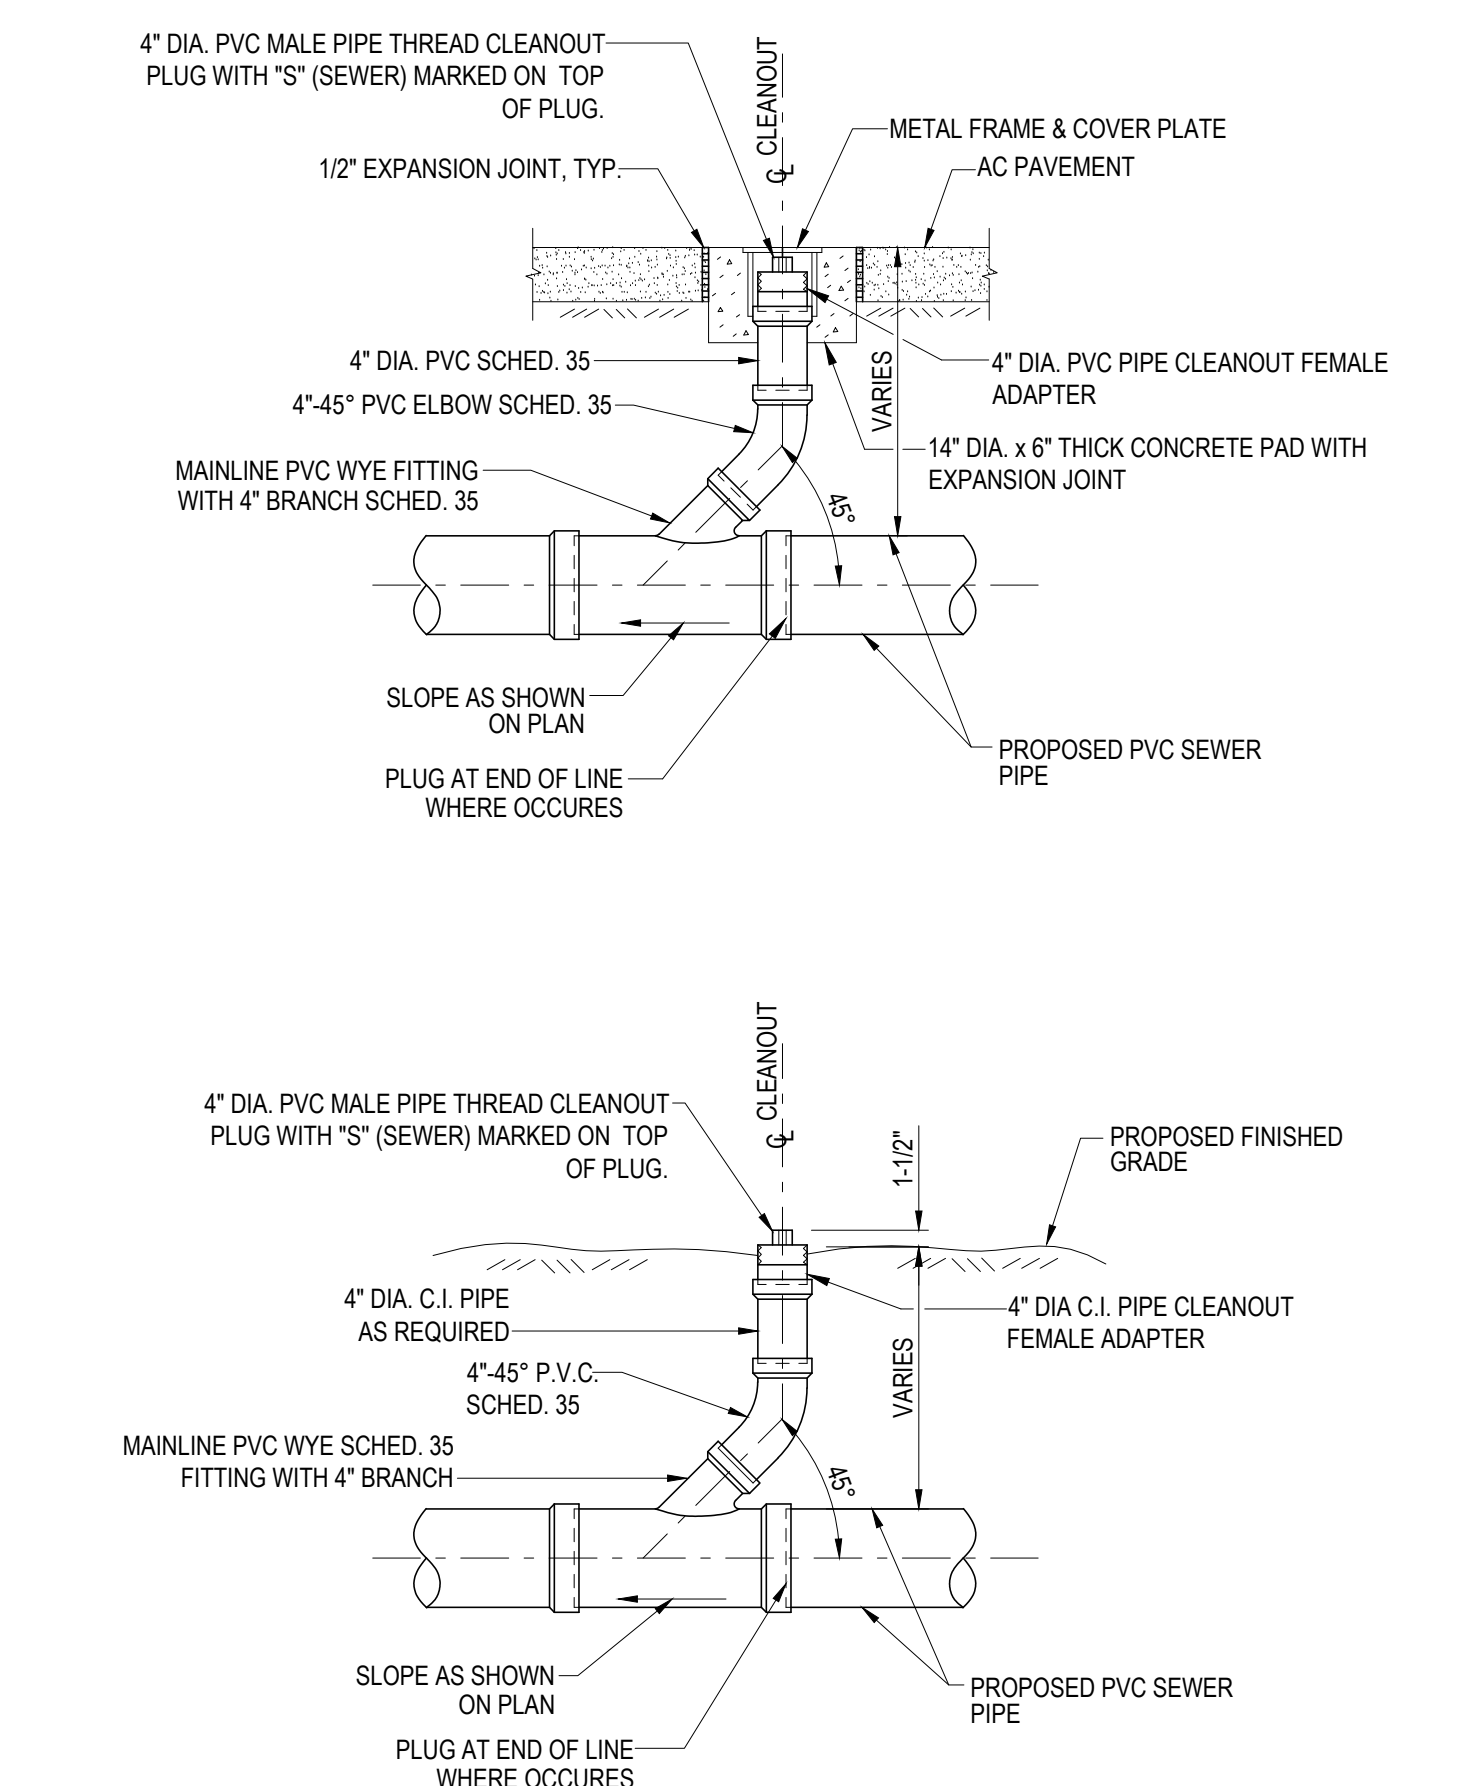 4" DIA. PVC MALE PIPE THREAD CLEANOUT
PLUG WITH "S" (SEWER) MARKED ON TOP
OF PLUG.
CLEANOUT
METAL FRAME & COVER PLATE
1/2" EXPANSION JOINT, TYP.
AC PAVEMENT
4" DIA. PVC SCHED. 35
4" DIA. PVC PIPE CLEANOUT FEMALE
ADAPTER
VARIES
4"-45° PVC ELBOW SCHED. 35
14" DIA. x 6" THICK CONCRETE PAD WITH
EXPANSION JOINT
MAINLINE PVC WYE FITTING
WITH 4" BRANCH SCHED. 35
45°
SLOPE AS SHOWN
ON PLAN
PROPOSED PVC SEWER
PIPE
PLUG AT END OF LINE
WHERE OCCURES
CLEANOUT
4" DIA. PVC MALE PIPE THREAD CLEANOUT
PLUG WITH "S" (SEWER) MARKED ON TOP
OF PLUG.
1-1/2"
PROPOSED FINISHED
GRADE
4" DIA. C.I. PIPE
AS REQUIRED
4" DIA C.I. PIPE CLEANOUT
FEMALE ADAPTER
VARIES
4"-45° P.V.C.
SCHED. 35
MAINLINE PVC WYE SCHED. 35
FITTING WITH 4" BRANCH
45°
SLOPE AS SHOWN
ON PLAN
PROPOSED PVC SEWER
PIPE
PLUG AT END OF LINE
WHERE OCCURES